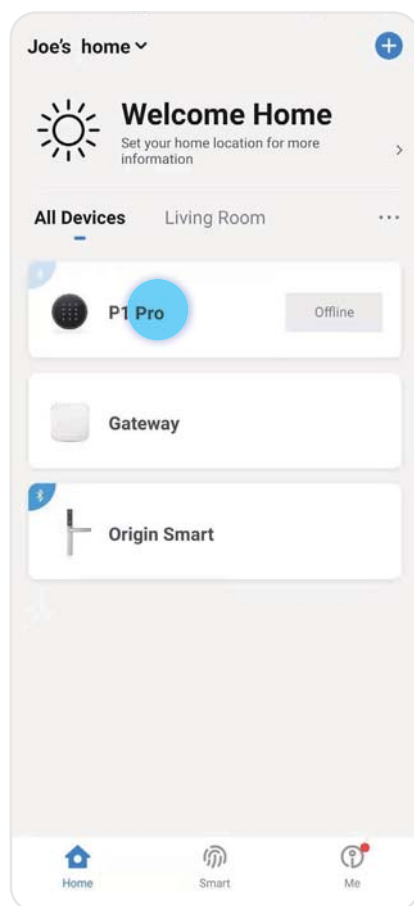 Joe's home
Welcome Home
Set your home location for more
information
All Devices
Living Room
P1 Pro
Offline
Gateway
Origin Smart
Home
Smart
Me